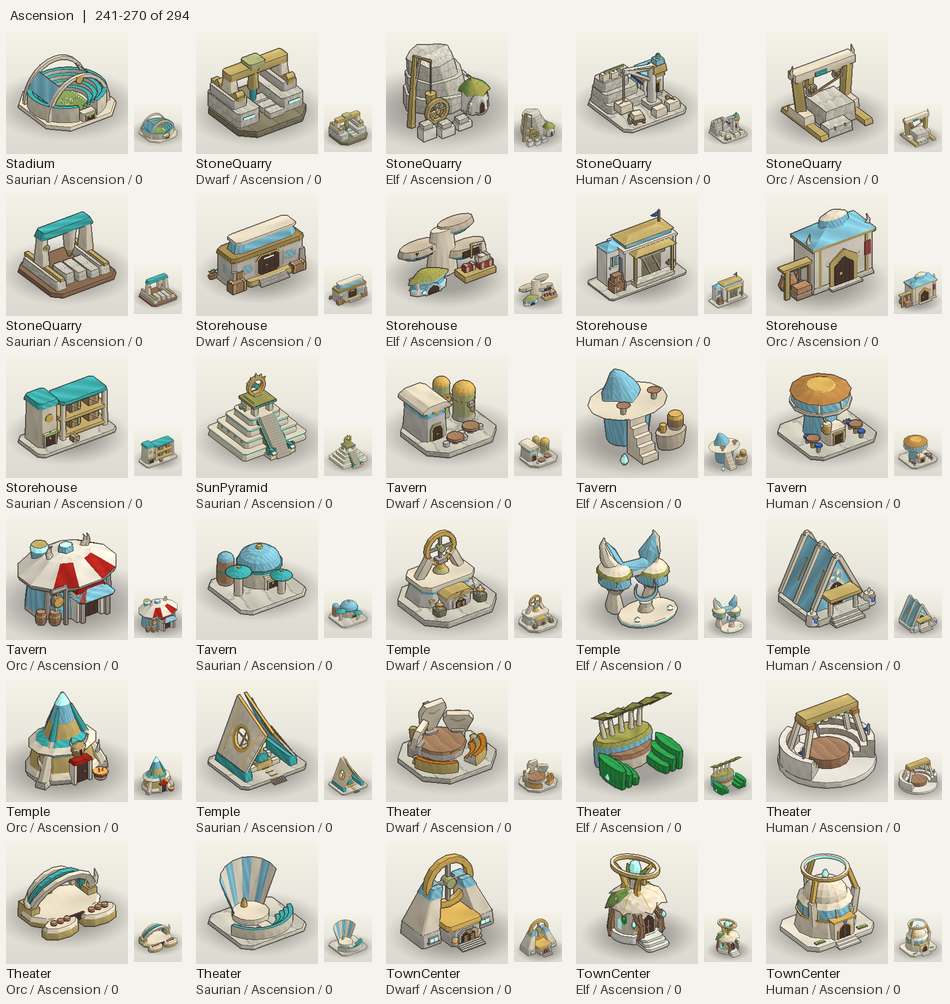 Ascension | 241-270 of 294
Stadium
Saurian / Ascension / 0
StoneQuarry
Dwarf / Ascension / 0
StoneQuarry
Elf / Ascension / 0
StoneQuarry
Human / Ascension / 0
StoneQuarry
Orc / Ascension / 0
StoneQuarry
Saurian / Ascension / 0
Storehouse
Dwarf / Ascension / 0
Storehouse
Elf / Ascension / 0
Storehouse
Human / Ascension / 0
Storehouse
Orc / Ascension / 0
Storehouse
Saurian / Ascension / 0
SunPyramid
Saurian / Ascension / 0
Tavern
Dwarf / Ascension / 0
Tavern
Elf / Ascension / 0
Tavern
Human / Ascension / 0
Tavern
Orc / Ascension / 0
Tavern
Saurian / Ascension / 0
Temple
Dwarf / Ascension / 0
Temple
Elf / Ascension / 0
Temple
Human / Ascension / 0
Temple
Orc / Ascension / 0
Temple
Saurian / Ascension / 0
Theater
Dwarf / Ascension / 0
Theater
Elf / Ascension / 0
Theater
Human / Ascension / 0
Theater
Orc / Ascension / 0
Theater
Saurian / Ascension / 0
TownCenter
Dwarf / Ascension / 0
TownCenter
Elf / Ascension / 0
TownCenter
Human / Ascension / 0